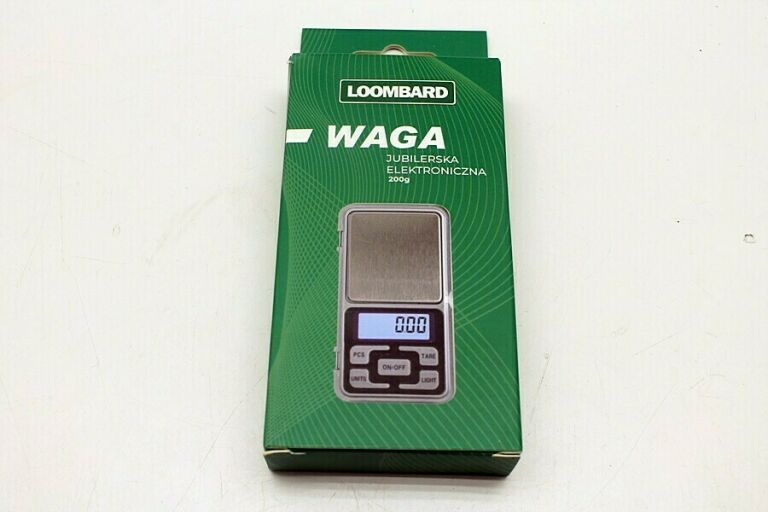 LOOMBARD
WAGA
JUBILERSKA
ELEKTRONICZNA
200g
000
PCS
TARE
ON-OFF
UNITS
LIGHT